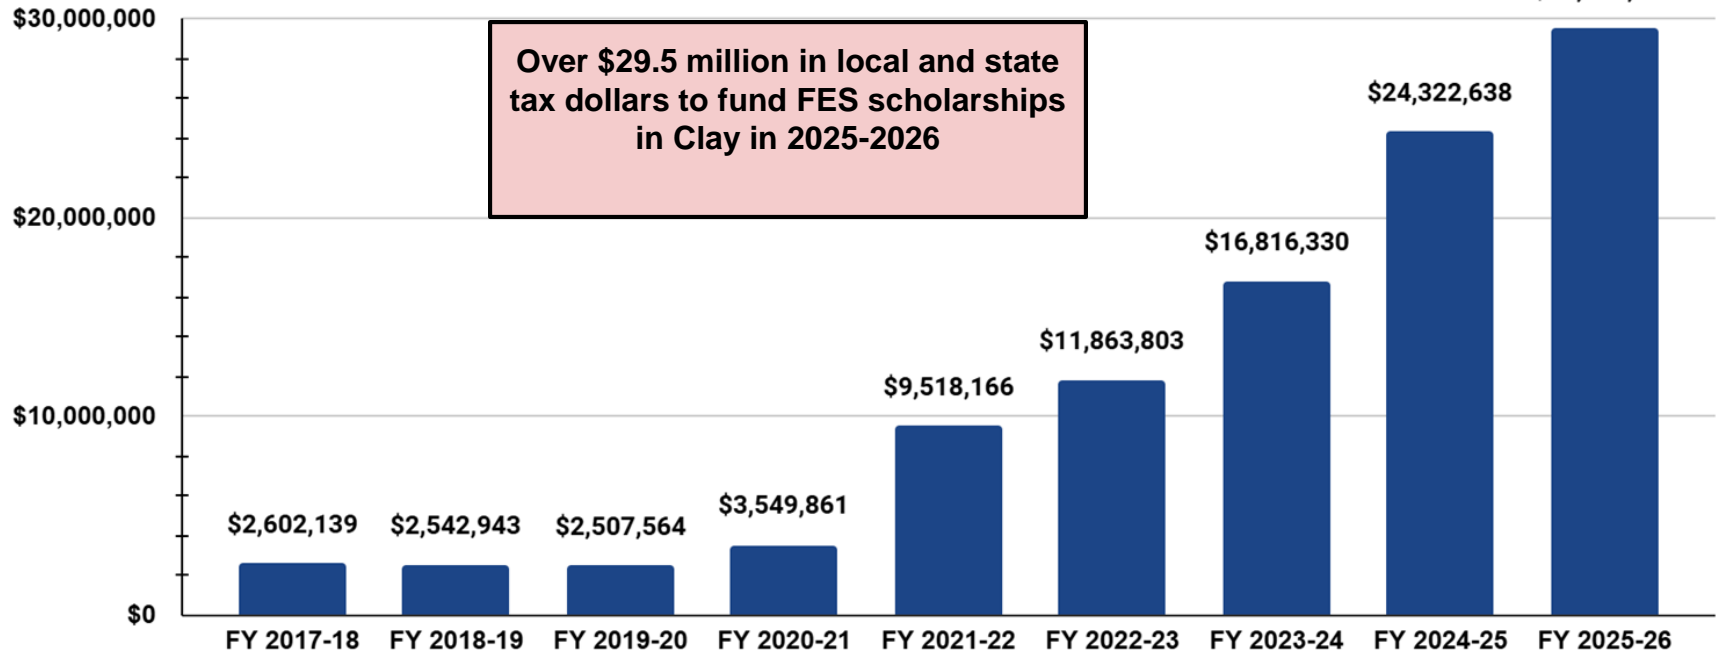 $30,000,000
Over $29.5 million in local and state
tax dollars to fund FES scholarships
in Clay in 2025-2026
$24,322,638
$20,000,000
$16,816,330
$11,863,803
$10,000,000
$9,518,166
$3,549,861
$2,602,139 $2,542,943 $2,507,564
$0
FY 2017-18 FY 2018-19 FY 2019-20 FY 2020-21 FY 2021-22 FY 2022-23 FY 2023-24 FY 2024-25 FY 2025-26